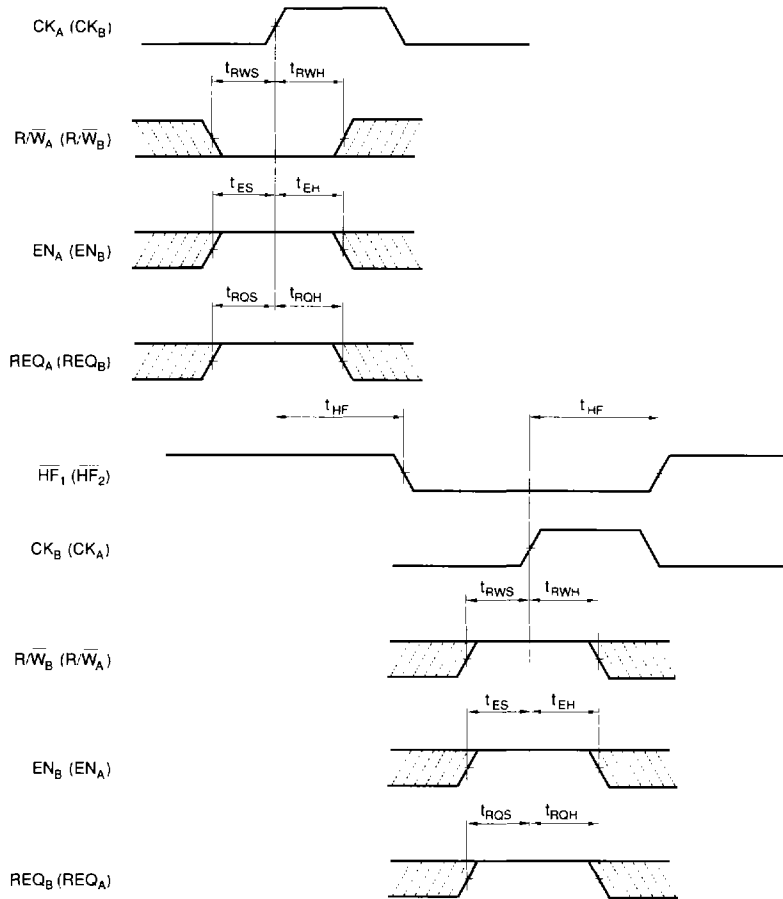 CK_A (CK_B)
t_RWS t_RWH
R/W̅_A (R/W̅_B)
t_ES t_EH
EN_A (EN_B)
t_RQS t_RQH
REQ_A (REQ_B)
t_HF t_HF
H̅F̅_1 (H̅F̅_2)
CK_B (CK_A)
t_RWS t_RWH
R/W̅_B (R/W̅_A)
t_ES t_EH
EN_B (EN_A)
t_RQS t_RQH
REQ_B (REQ_A)